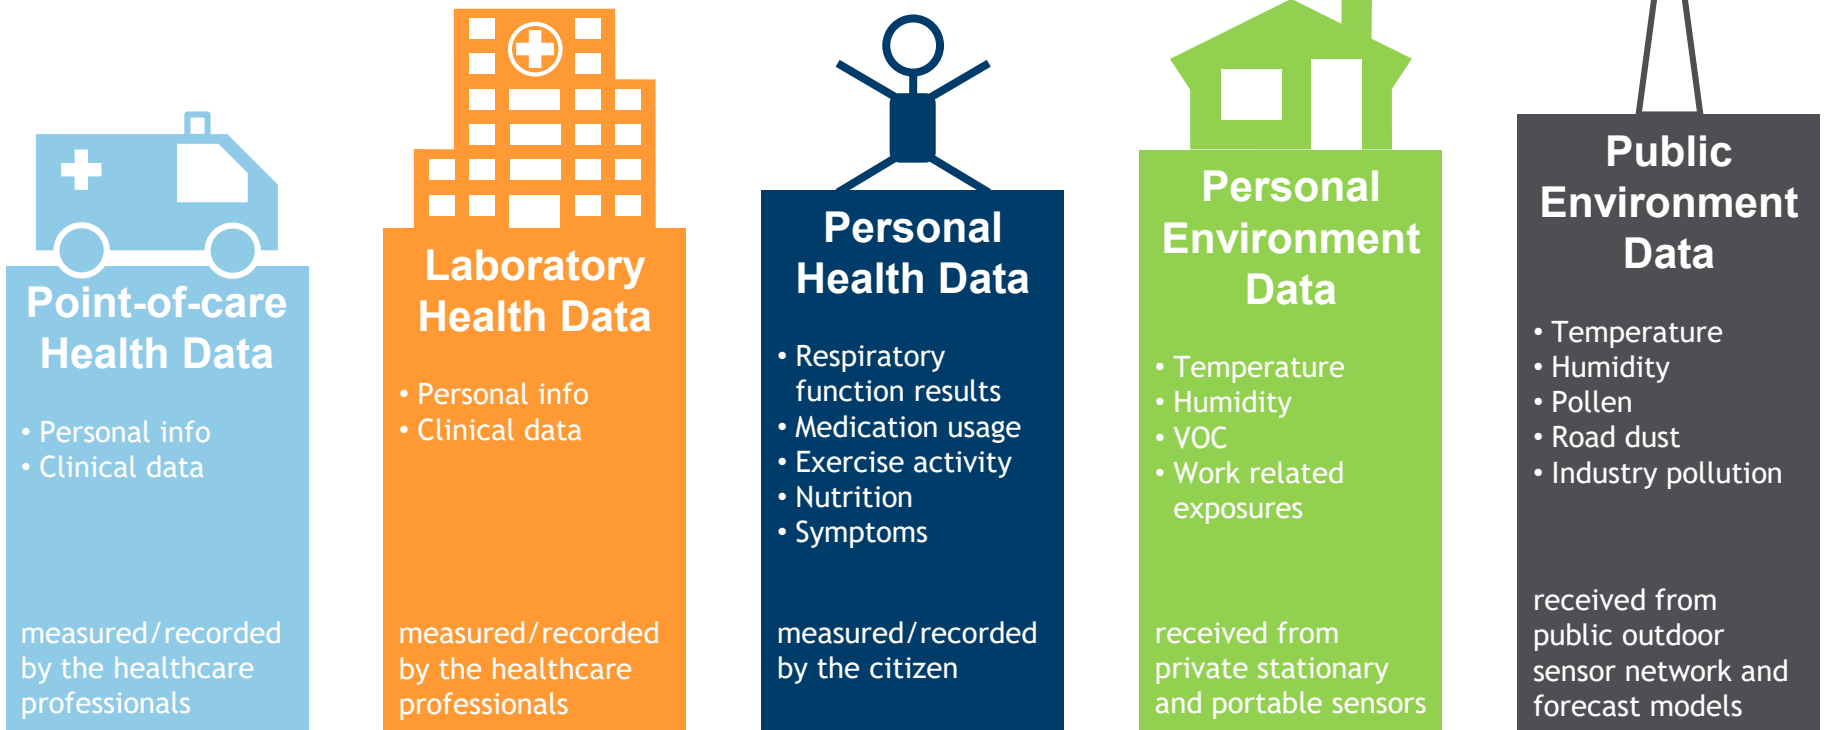 Point-of-care
Health Data
• Personal info
• Clinical data
measured/recorded
by the healthcare
professionals
Laboratory
Health Data
• Personal info
• Clinical data
measured/recorded
by the healthcare
professionals
Personal
Health Data
• Respiratory
function results
• Medication usage
• Exercise activity
• Nutrition
• Symptoms
measured/recorded
by the citizen
Personal
Environment
Data
• Temperature
• Humidity
• VOC
• Work related
exposures
received from
private stationary
and portable sensors
Public
Environment
Data
• Temperature
• Humidity
• Pollen
• Road dust
• Industry pollution
received from
public outdoor
sensor network and
forecast models